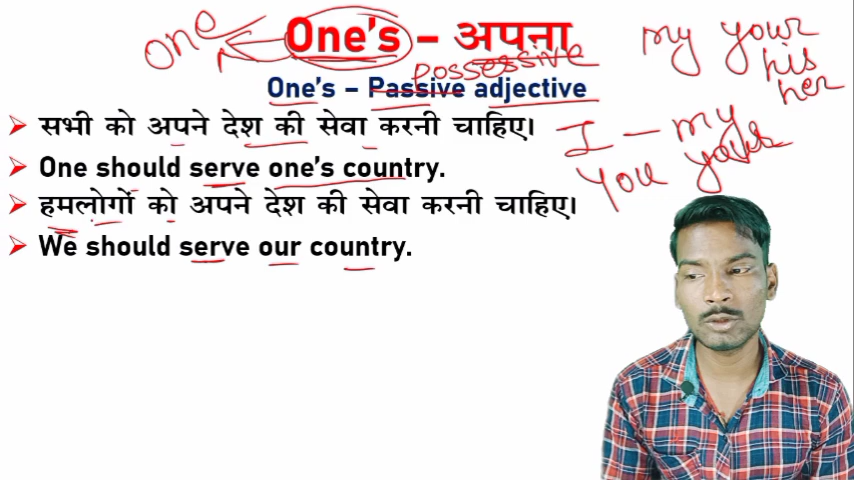 one One's – अपना my your
possessive his
One's – Passive adjective her
सभी को अपने देश की सेवा करनी चाहिए। I – my
One should serve one's country. You your
हमलोगों को अपने देश की सेवा करनी चाहिए।
We should serve our country.